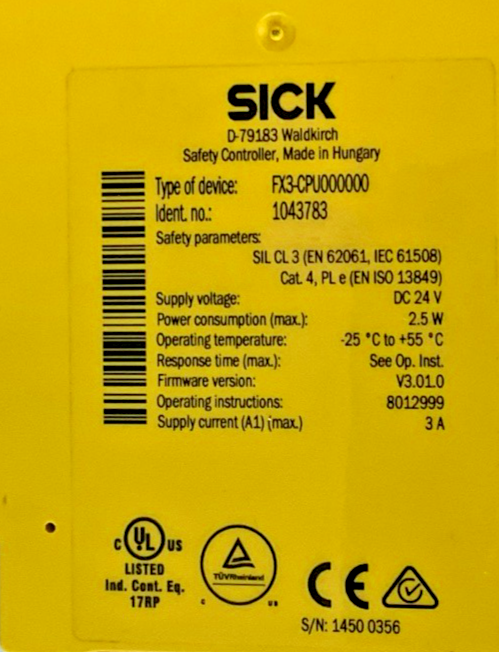 SICK
D-79183 Waldkirch
Safety Controller, Made in Hungary
Type of device: FX3-CPU000000
Ident. no.: 1043783
Safety parameters:
SIL CL 3 (EN 62061, IEC 61508)
Cat. 4, PL e (EN ISO 13849)
Supply voltage: DC 24 V
Power consumption (max.): 2.5 W
Operating temperature: -25 °C to +55 °C
Response time (max.): See Op. Inst.
Firmware version: V3.01.0
Operating instructions: 8012999
Supply current (A1) (max.) 3 A
C UL US
LISTED
Ind. Cont. Eq.
17RP
TÜVRheinland
C US
CE
S/N: 1450 0356